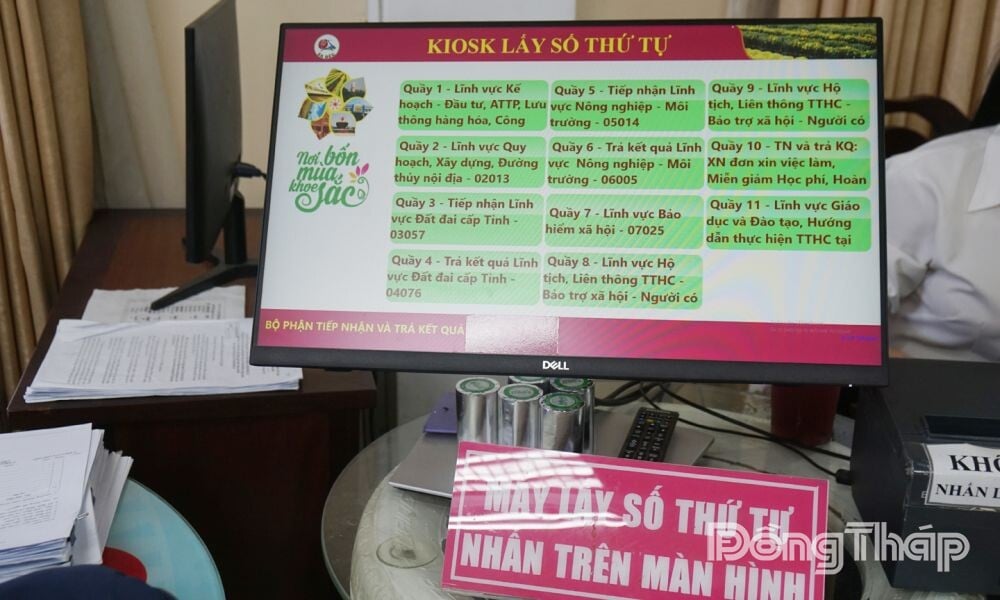 KIOSK LẤY SỐ THỨ TỰ
Nơi bốn
mùa
khoe
sắc
Quầy 1 - Lĩnh vực Kế
hoạch - Đầu tư, ATTP, Lưu
thông hàng hóa, Công
Quầy 2 - Lĩnh vực Quy
hoạch, Xây dựng, Đường
thủy nội địa - 02013
Quầy 3 - Tiếp nhận Lĩnh
vực Đất đai cấp Tỉnh -
03057
Quầy 4 - Trả kết quả Lĩnh
vực Đất đai cấp Tỉnh -
04076
Quầy 5 - Tiếp nhận Lĩnh
vực Nông nghiệp - Môi
trường - 05014
Quầy 6 - Trả kết quả Lĩnh
vực Nông nghiệp - Môi
trường - 06005
Quầy 7 - Lĩnh vực Bảo
hiểm xã hội - 07025
Quầy 8 - Lĩnh vực Hộ
tịch, Liên thông TTHC -
Bảo trợ xã hội - Người có
Quầy 9 - Lĩnh vực Hộ
tịch, Liên thông TTHC -
Bảo trợ xã hội - Người có
Quầy 10 - TN và trả KQ:
XN đơn xin việc làm,
Miễn giảm Học phí, Hoàn
Quầy 11 - Lĩnh vực Giáo
dục và Đào tạo, Hướng
dẫn thực hiện TTHC tại
BỘ PHẬN TIẾP NHẬN VÀ TRẢ KẾT QUẢ
DELL
MÁY LẤY SỐ THỨ TỰ
NHẤN TRÊN MÀN HÌNH
KHÔ
NHẤN
ĐồngTháp